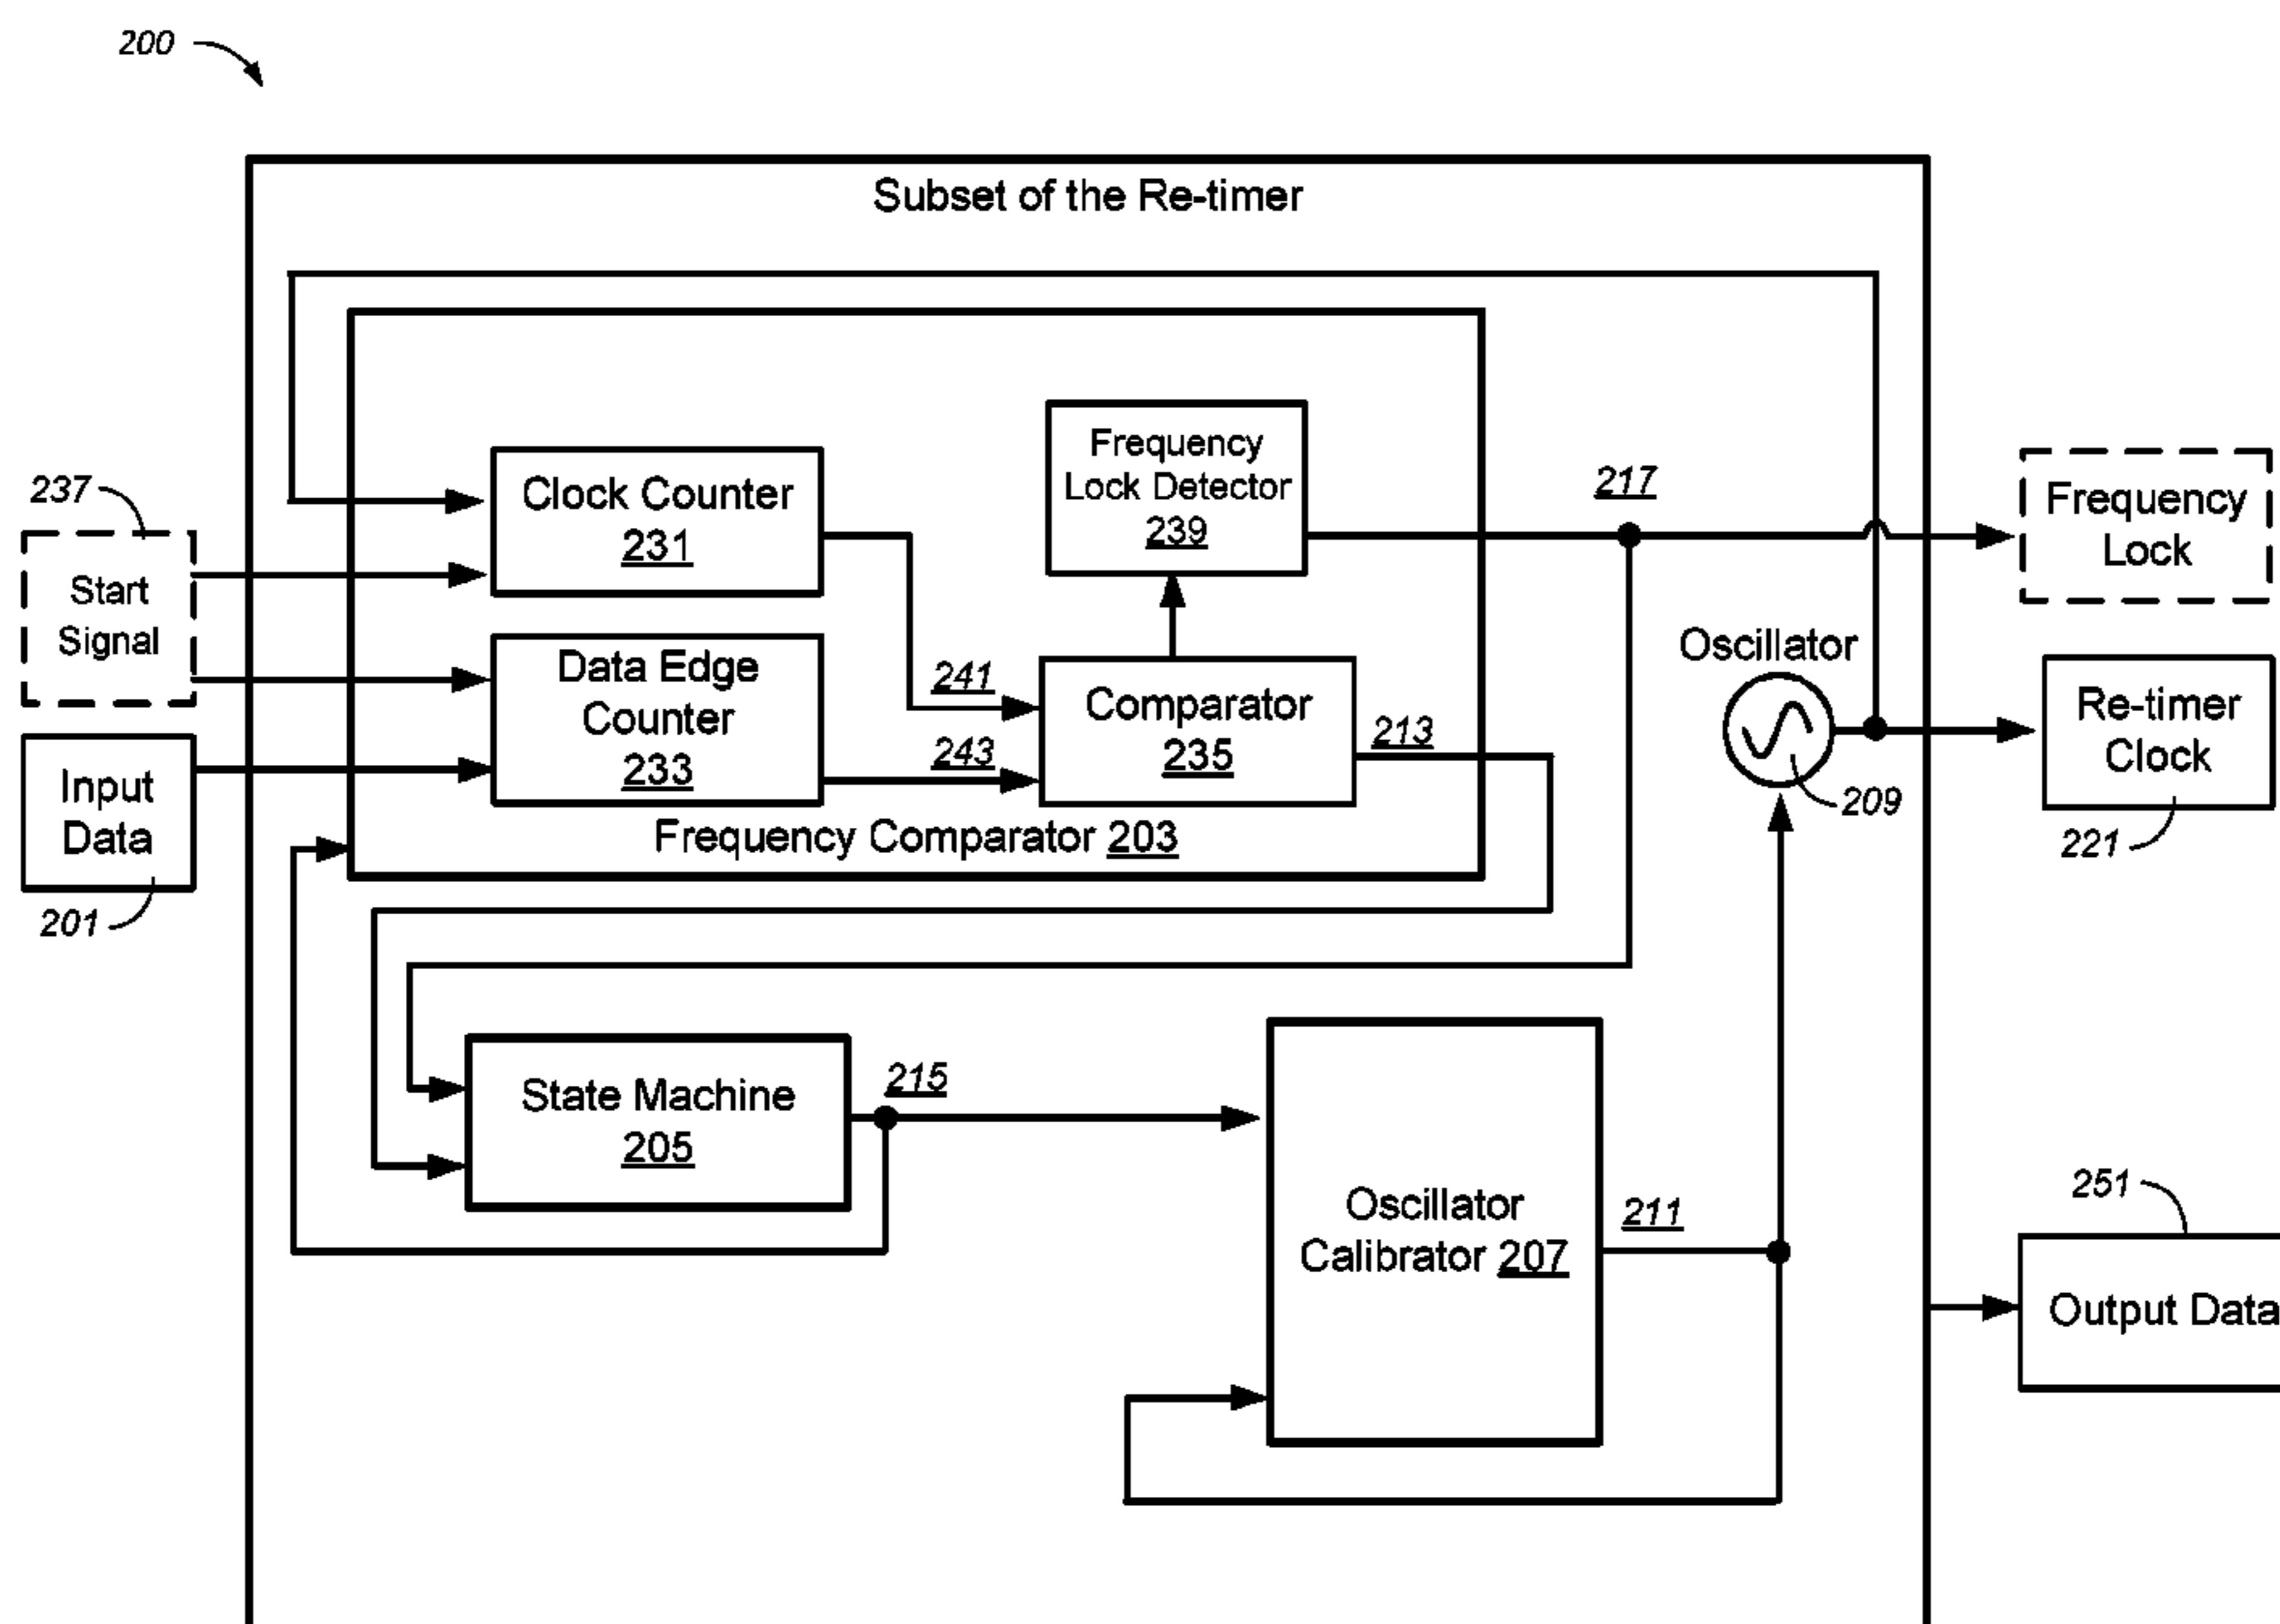 200
Subset of the Re-timer
237
Start
Signal
Input
Data
201
Clock Counter
231
Data Edge
Counter
233
Frequency
Lock Detector
239
241
243
Comparator
235
213
Frequency Comparator 203
217
Oscillator
209
Frequency
Lock
Re-timer
Clock
221
State Machine
205
215
Oscillator
Calibrator 207
211
251
Output Data